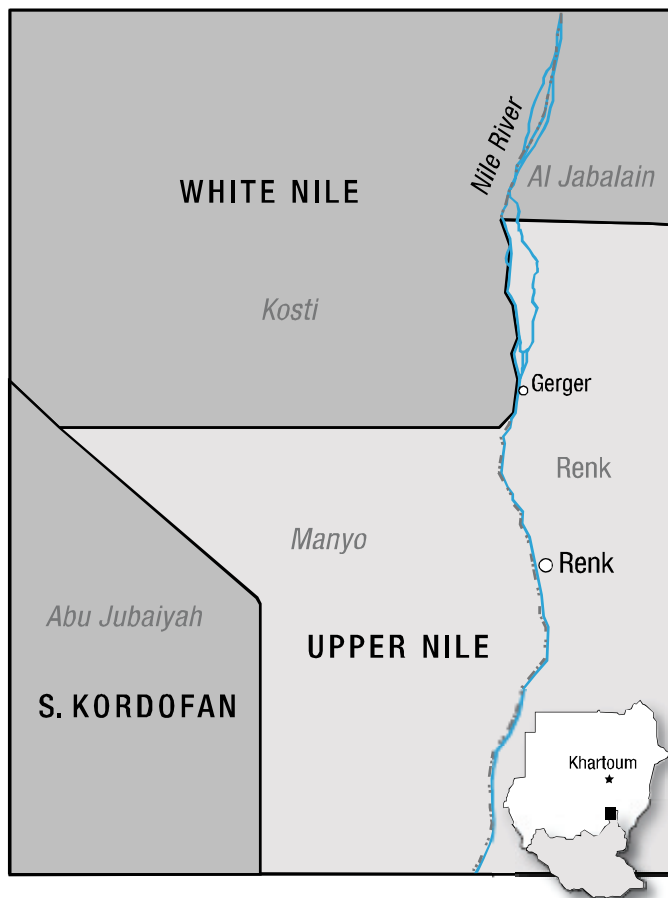 Nile River
Al Jabalain
WHITE NILE
Kosti
Gerger
Renk
Manyo
Renk
Abu Jubaiyah
UPPER NILE
S. KORDOFAN
Khartoum